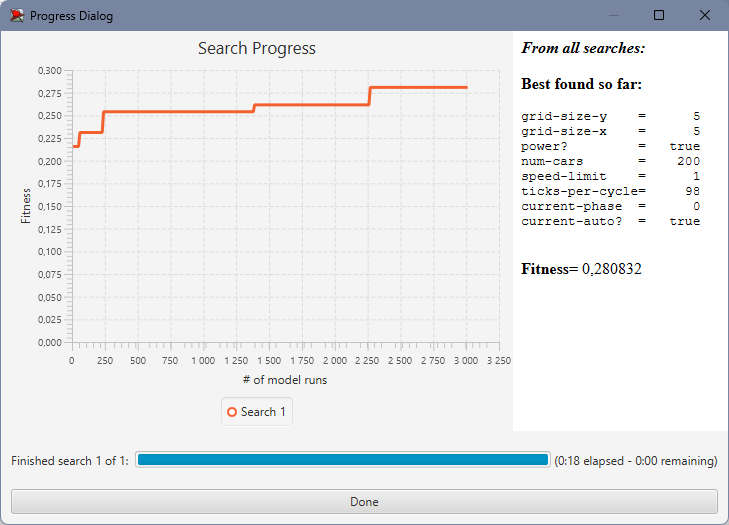 Progress Dialog
Search Progress
Fitness
0,300
0,275
0,250
0,225
0,200
0,175
0,150
0,125
0,100
0,075
0,050
0,025
0,000
0 250 500 750 1 000 1 250 1 500 1 750 2 000 2 250 2 500 2 750 3 000 3 250
# of model runs
Search 1
From all searches:
Best found so far:
grid-size-y = 5
grid-size-x = 5
power? = true
num-cars = 200
speed-limit = 1
ticks-per-cycle= 98
current-phase = 0
current-auto? = true
Fitness= 0,280832
Finished search 1 of 1: (0:18 elapsed - 0:00 remaining)
Done